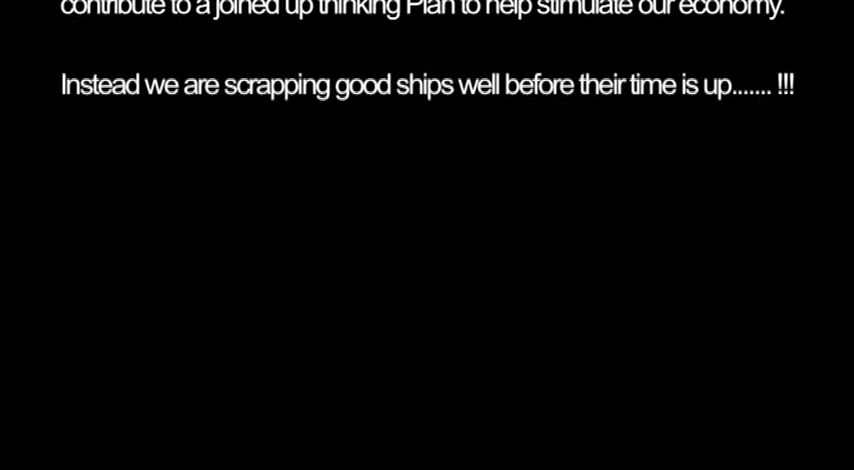 contribute to a joined up thinking Plan to help stimulate our economy.
Instead we are scrapping good ships well before their time is up....... !!!